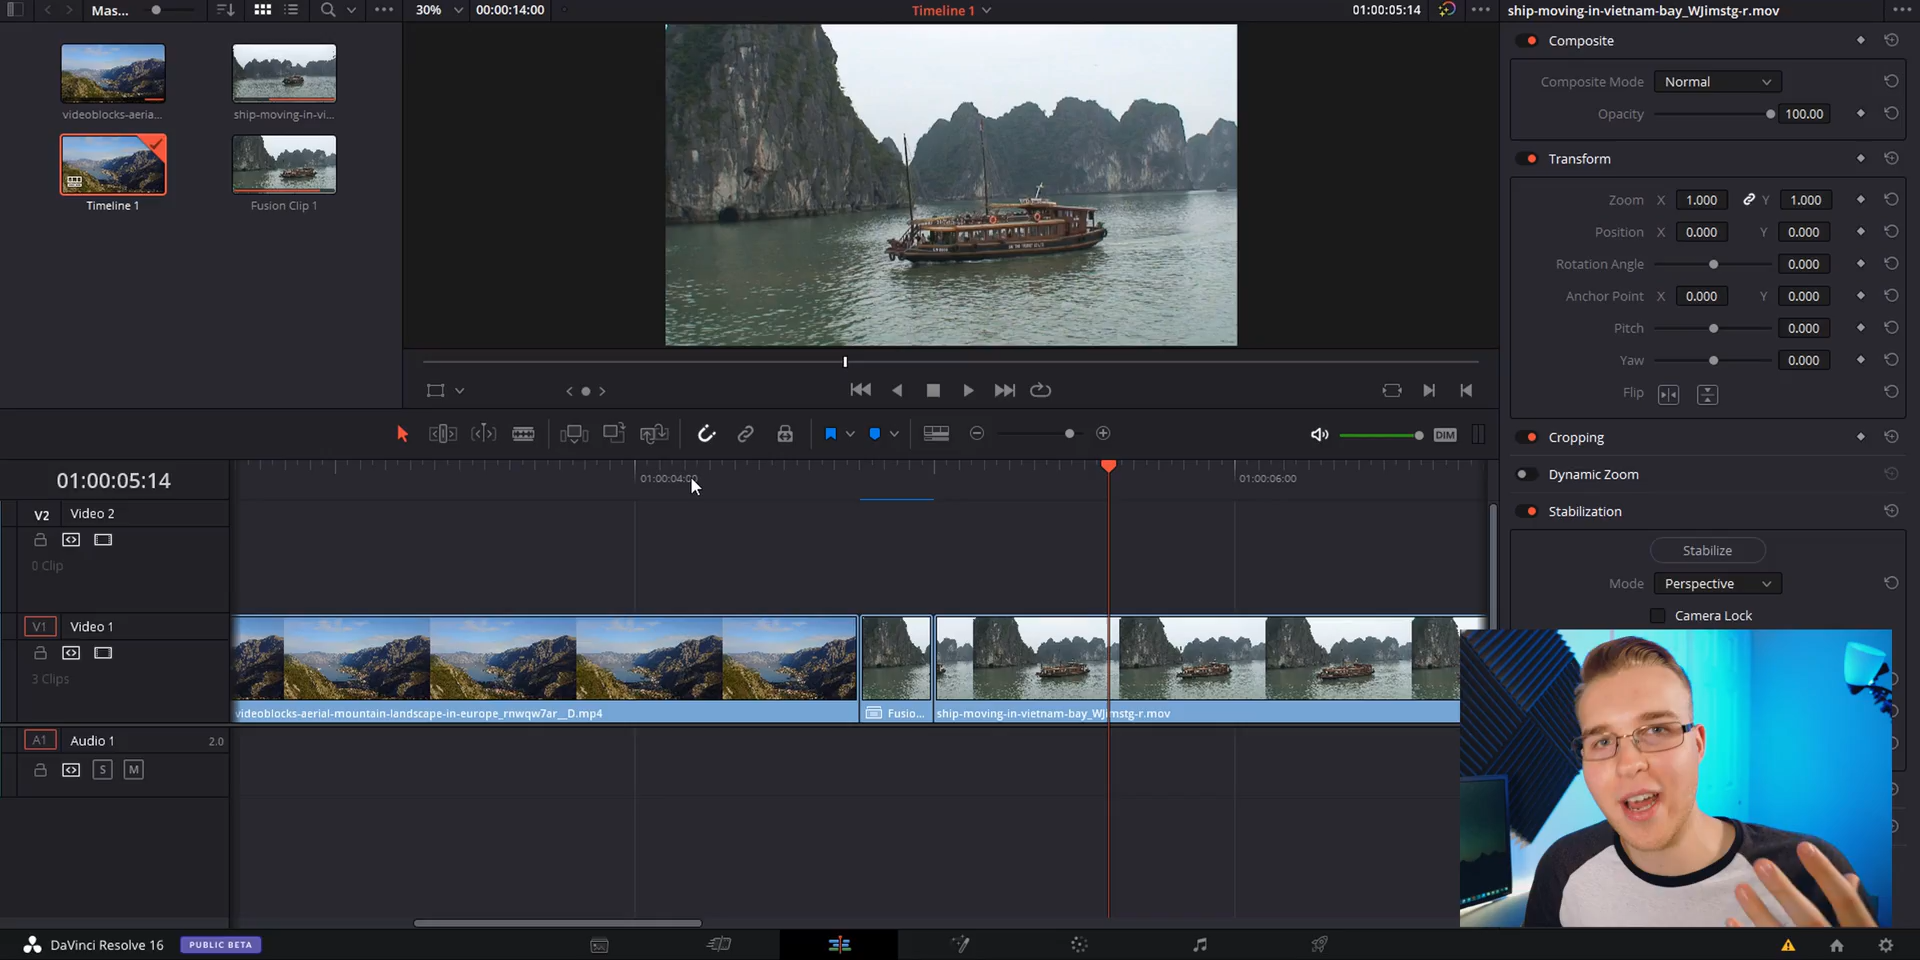 Mas...
30%
00:00:14:00
Timeline 1
01:00:05:14
ship-moving-in-vietnam-bay_WJimstg-r.mov
videoblocks-aeria...
ship-moving-in-vi...
Timeline 1
Fusion Clip 1
Composite
Composite Mode Normal
Opacity 100.00
Transform
Zoom X 1.000 Y 1.000
Position X 0.000 Y 0.000
Rotation Angle 0.000
Anchor Point X 0.000 Y 0.000
Pitch 0.000
Yaw 0.000
Flip
Cropping
Dynamic Zoom
Stabilization
Stabilize
Mode Perspective
Camera Lock
DIM
01:00:05:14
01:00:04:00
01:00:06:00
V2 Video 2
0 Clip
V1 Video 1
3 Clips
videoblocks-aerial-mountain-landscape-in-europe_rnwqw7ar__D.mp4
Fusio...
ship-moving-in-vietnam-bay_WJimstg-r.mov
A1 Audio 1 2.0
S M
DaVinci Resolve 16 PUBLIC BETA